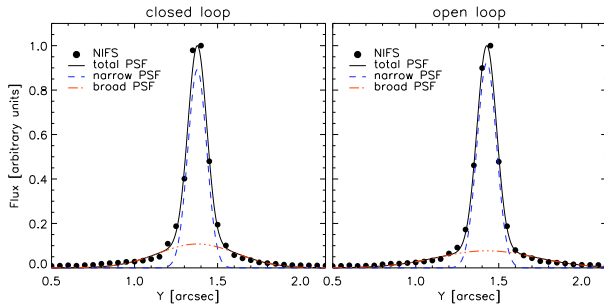 closed loop
open loop
Flux [arbitrary units]
1.0
0.8
0.6
0.4
0.2
0.0
NIFS
total PSF
narrow PSF
broad PSF
NIFS
total PSF
narrow PSF
broad PSF
0.5 1.0 1.5 2.0
0.5 1.0 1.5 2.0
Y [arcsec]
Y [arcsec]